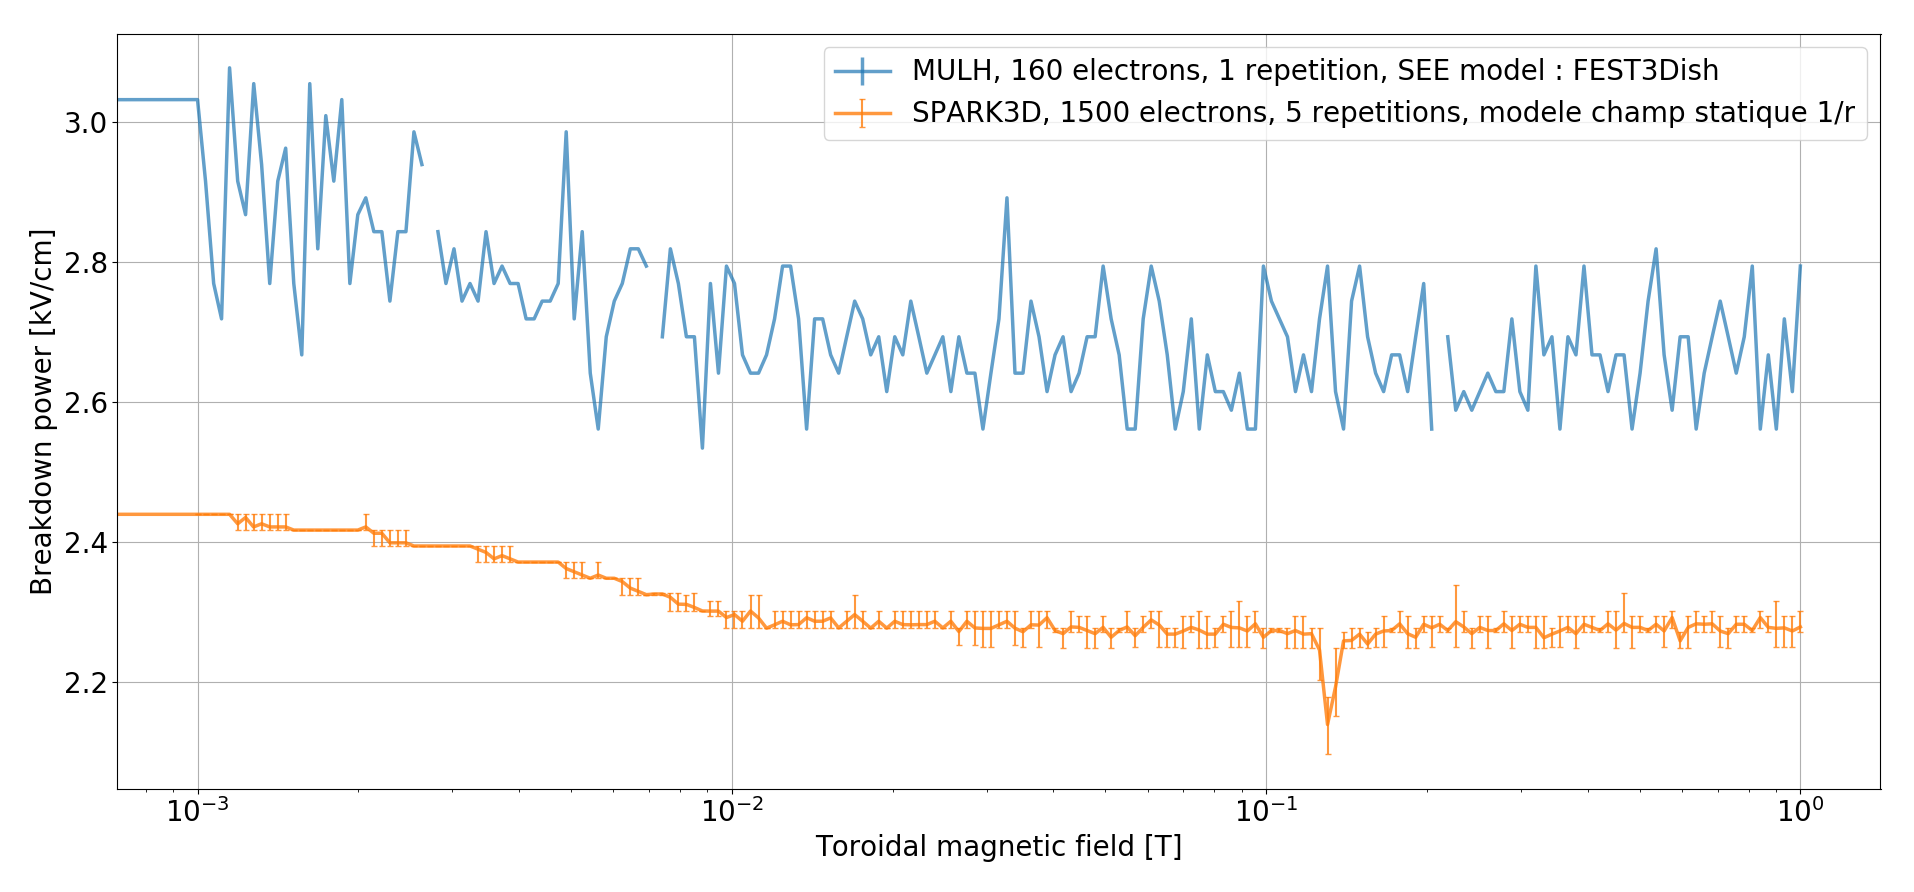 MULH, 160 electrons, 1 repetition, SEE model : FEST3Dish
SPARK3D, 1500 electrons, 5 repetitions, modele champ statique 1/r
Breakdown power [kV/cm]
3.0
2.8
2.6
2.4
2.2
10⁻³ 10⁻² 10⁻¹ 10⁰
Toroidal magnetic field [T]